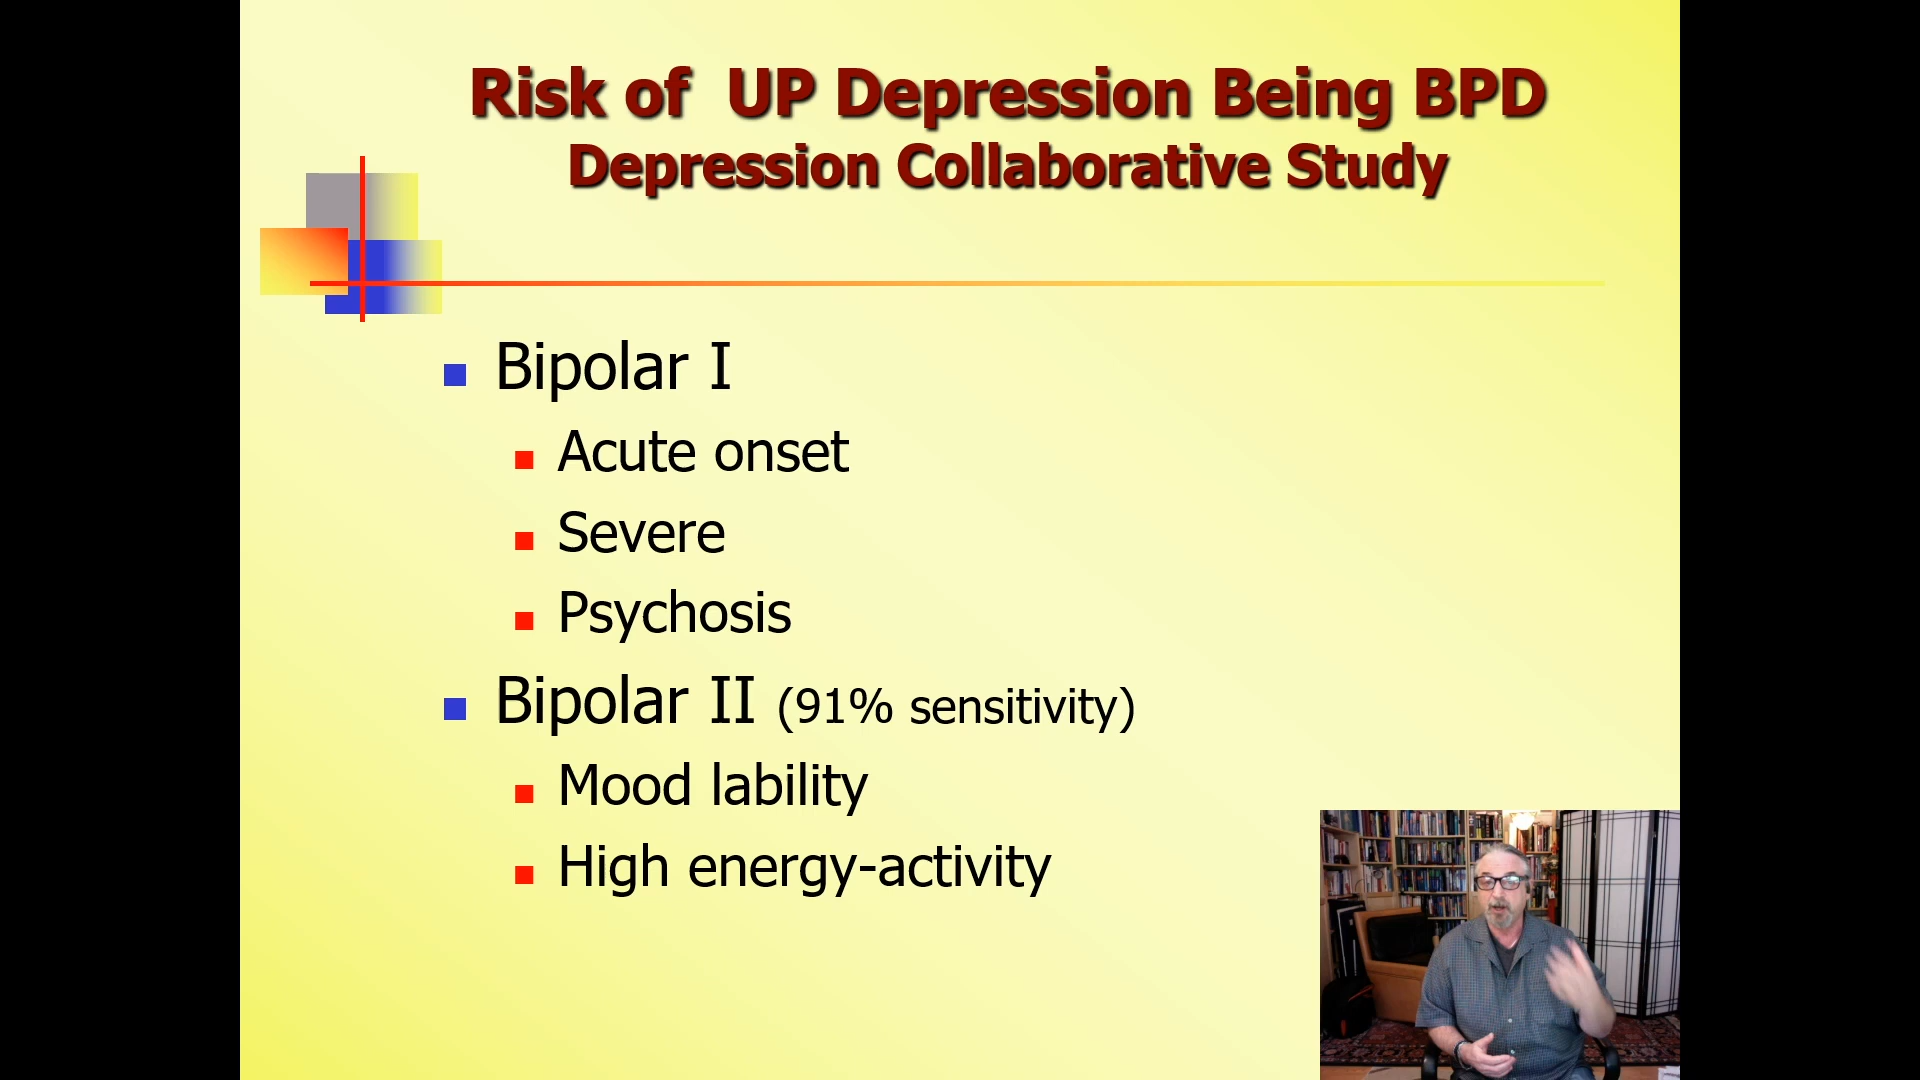 Risk of UP Depression Being BPD
Depression Collaborative Study
Bipolar I
Acute onset
Severe
Psychosis
Bipolar II (91% sensitivity)
Mood lability
High energy-activity